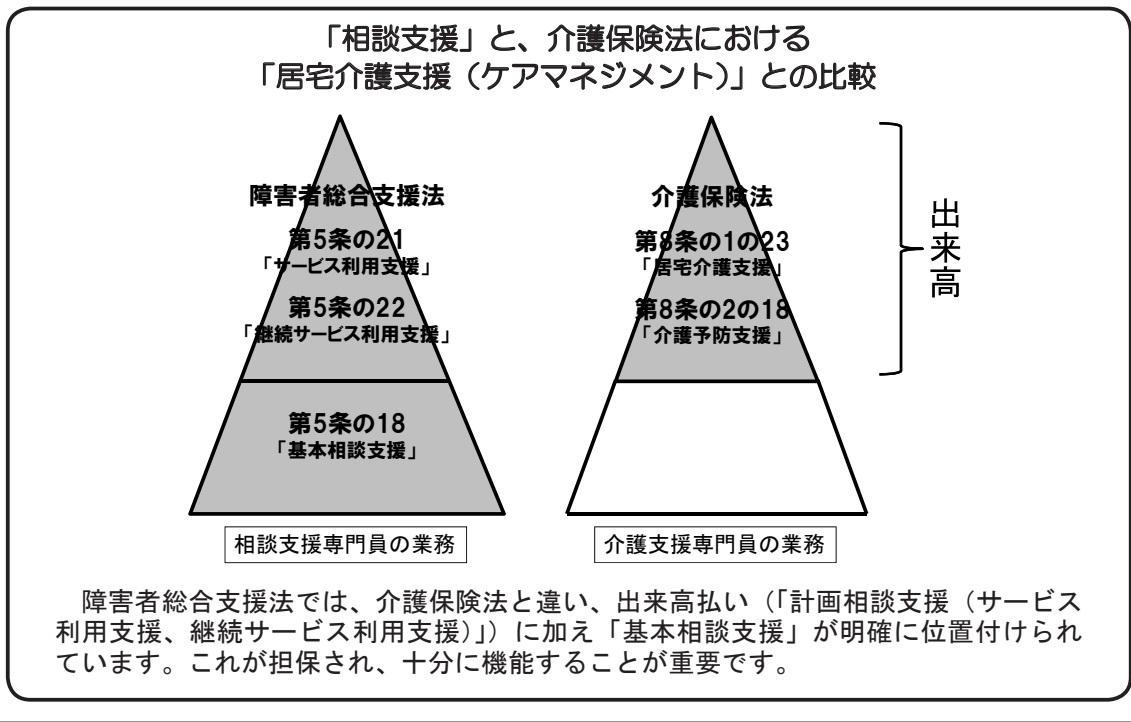 「相談支援」と、介護保険法における
「居宅介護支援（ケアマネジメント）」との比較
障害者総合支援法
第5条の21
「サービス利用支援」
第5条の22
「継続サービス利用支援」
第5条の18
「基本相談支援」
相談支援専門員の業務
介護保険法
第8条の1の23
「居宅介護支援」
第8条の2の18
「介護予防支援」
介護支援専門員の業務
出来高
障害者総合支援法では、介護保険法と違い、出来高払い（「計画相談支援（サービス
利用支援、継続サービス利用支援）」）に加え「基本相談支援」が明確に位置付けられ
ています。これが担保され、十分に機能することが重要です。